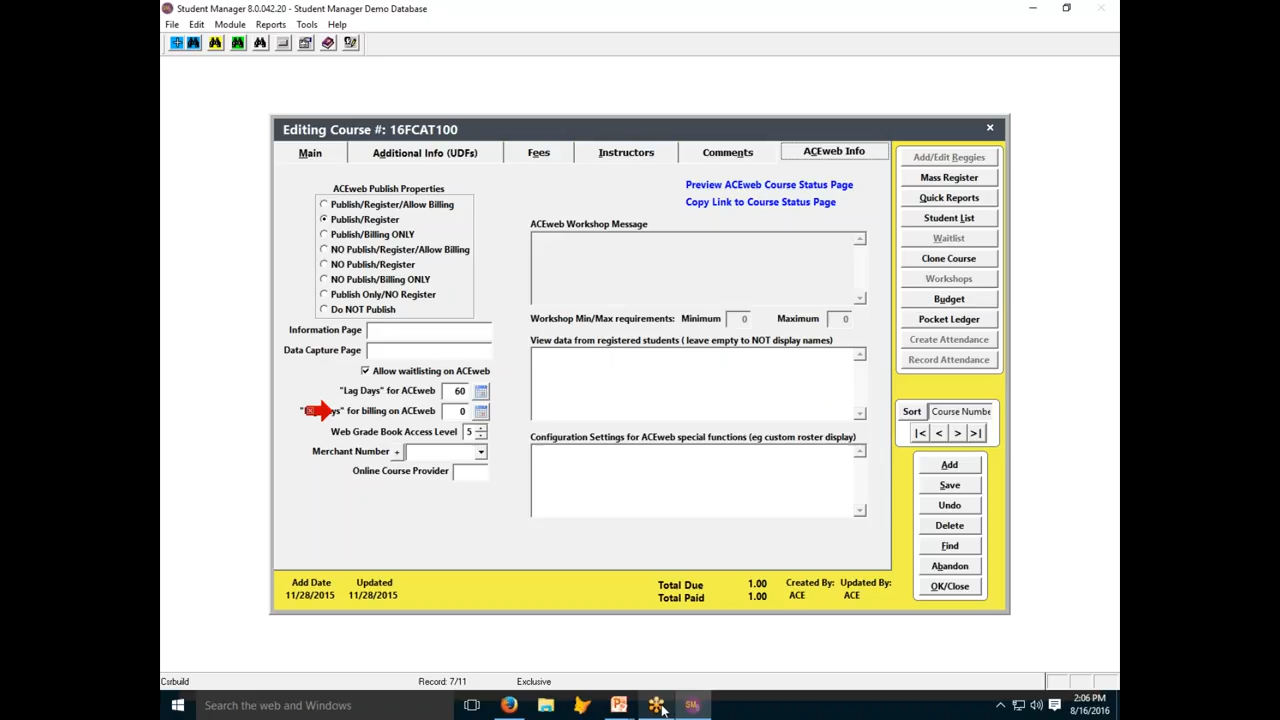 Student Manager 8.0.042.20 - Student Manager Demo Database
File Edit Module Reports Tools Help
Editing Course #: 16FCAT100
Main Additional Info (UDFs) Fees Instructors Comments ACEweb Info
ACEweb Publish Properties
Publish/Register/Allow Billing
Publish/Register
Publish/Billing ONLY
NO Publish/Register/Allow Billing
NO Publish/Register
NO Publish/Billing ONLY
Publish Only/NO Register
Do NOT Publish
Information Page
Data Capture Page
Allow waitlisting on ACEweb
"Lag Days" for ACEweb 60
for billing on ACEweb 0
Web Grade Book Access Level 5
Merchant Number +
Online Course Provider
Preview ACEweb Course Status Page
Copy Link to Course Status Page
ACEweb Workshop Message
Workshop Min/Max requirements: Minimum 0 Maximum 0
View data from registered students ( leave empty to NOT display names)
Configuration Settings for ACEweb special functions (eg custom roster display)
Add/Edit Reggies
Mass Register
Quick Reports
Student List
Waitlist
Clone Course
Workshops
Budget
Pocket Ledger
Create Attendance
Record Attendance
Sort Course Numbe
|< < > >|
Add
Save
Undo
Delete
Find
Abandon
OK/Close
Add Date Updated
11/28/2015 11/28/2015
Total Due 1.00
Total Paid 1.00
Created By: Updated By:
ACE ACE
Csrbuild Record: 7/11 Exclusive
Search the web and Windows
SM
2:06 PM
8/16/2016